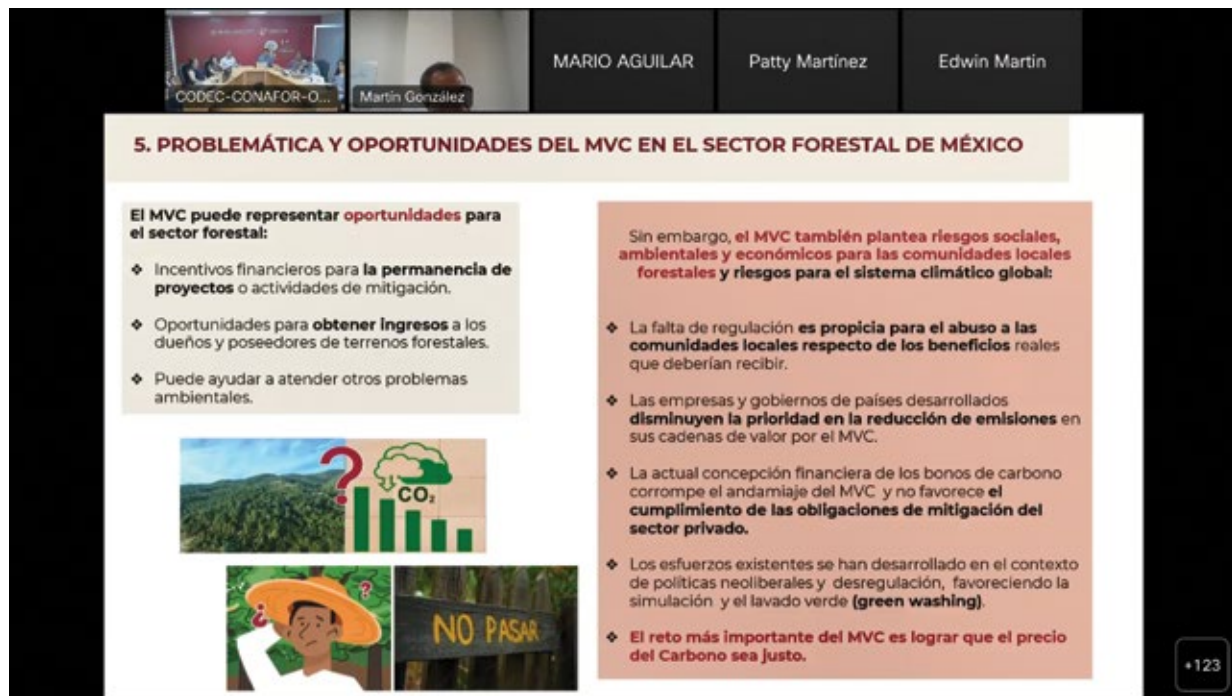 CODEC-CONAFOR-O...
Martín González
MARIO AGUILAR
Patty Martínez
Edwin Martin
5. PROBLEMÁTICA Y OPORTUNIDADES DEL MVC EN EL SECTOR FORESTAL DE MÉXICO
El MVC puede representar oportunidades para
el sector forestal:
❖ Incentivos financieros para la permanencia de
proyectos o actividades de mitigación.
❖ Oportunidades para obtener ingresos a los
dueños y poseedores de terrenos forestales.
❖ Puede ayudar a atender otros problemas
ambientales.
?
CO₂
¿
?
NO PASAR
Sin embargo, el MVC también plantea riesgos sociales,
ambientales y económicos para las comunidades locales
forestales y riesgos para el sistema climático global:
❖ La falta de regulación es propicia para el abuso a las
comunidades locales respecto de los beneficios reales
que deberían recibir.
❖ Las empresas y gobiernos de países desarrollados
disminuyen la prioridad en la reducción de emisiones en
sus cadenas de valor por el MVC.
❖ La actual concepción financiera de los bonos de carbono
corrompe el andamiaje del MVC y no favorece el
cumplimiento de las obligaciones de mitigación del
sector privado.
❖ Los esfuerzos existentes se han desarrollado en el contexto
de políticas neoliberales y desregulación, favoreciendo la
simulación y el lavado verde (green washing).
❖ El reto más importante del MVC es lograr que el precio
del Carbono sea justo.
+123